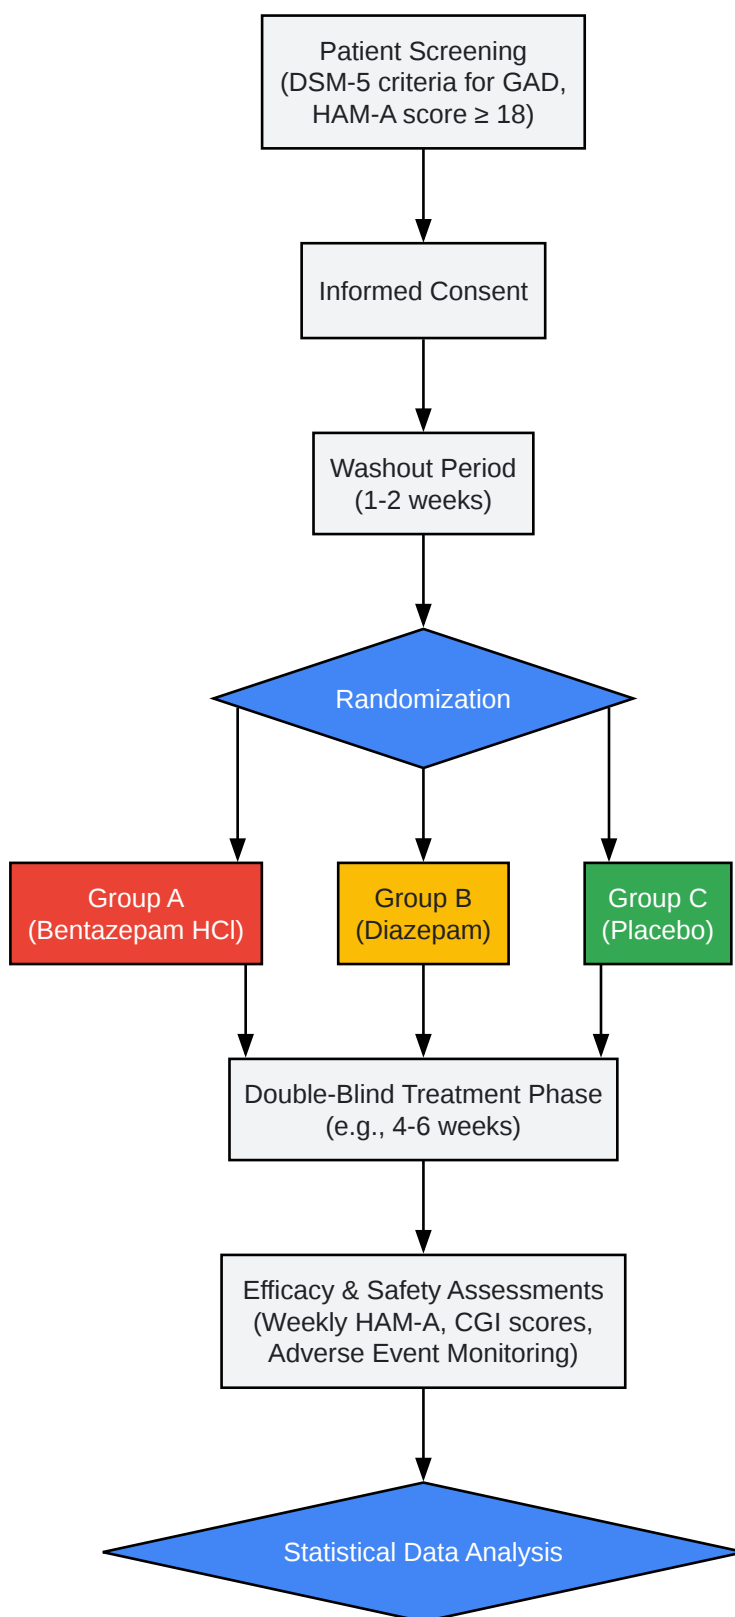 Patient Screening
(DSM-5 criteria for GAD,
HAM-A score ≥ 18)
Informed Consent
Washout Period
(1-2 weeks)
Randomization
Group A
(Bentazepam HCl)
Group B
(Diazepam)
Group C
(Placebo)
Double-Blind Treatment Phase
(e.g., 4-6 weeks)
Efficacy & Safety Assessments
(Weekly HAM-A, CGI scores,
Adverse Event Monitoring)
Statistical Data Analysis